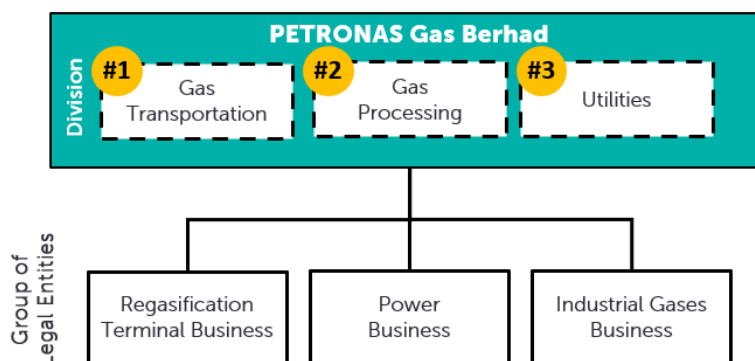 PETRONAS Gas Berhad
Division
#1
Gas
Transportation
#2
Gas
Processing
#3
Utilities
Group of
Legal Entities
Regasification
Terminal Business
Power
Business
Industrial Gases
Business